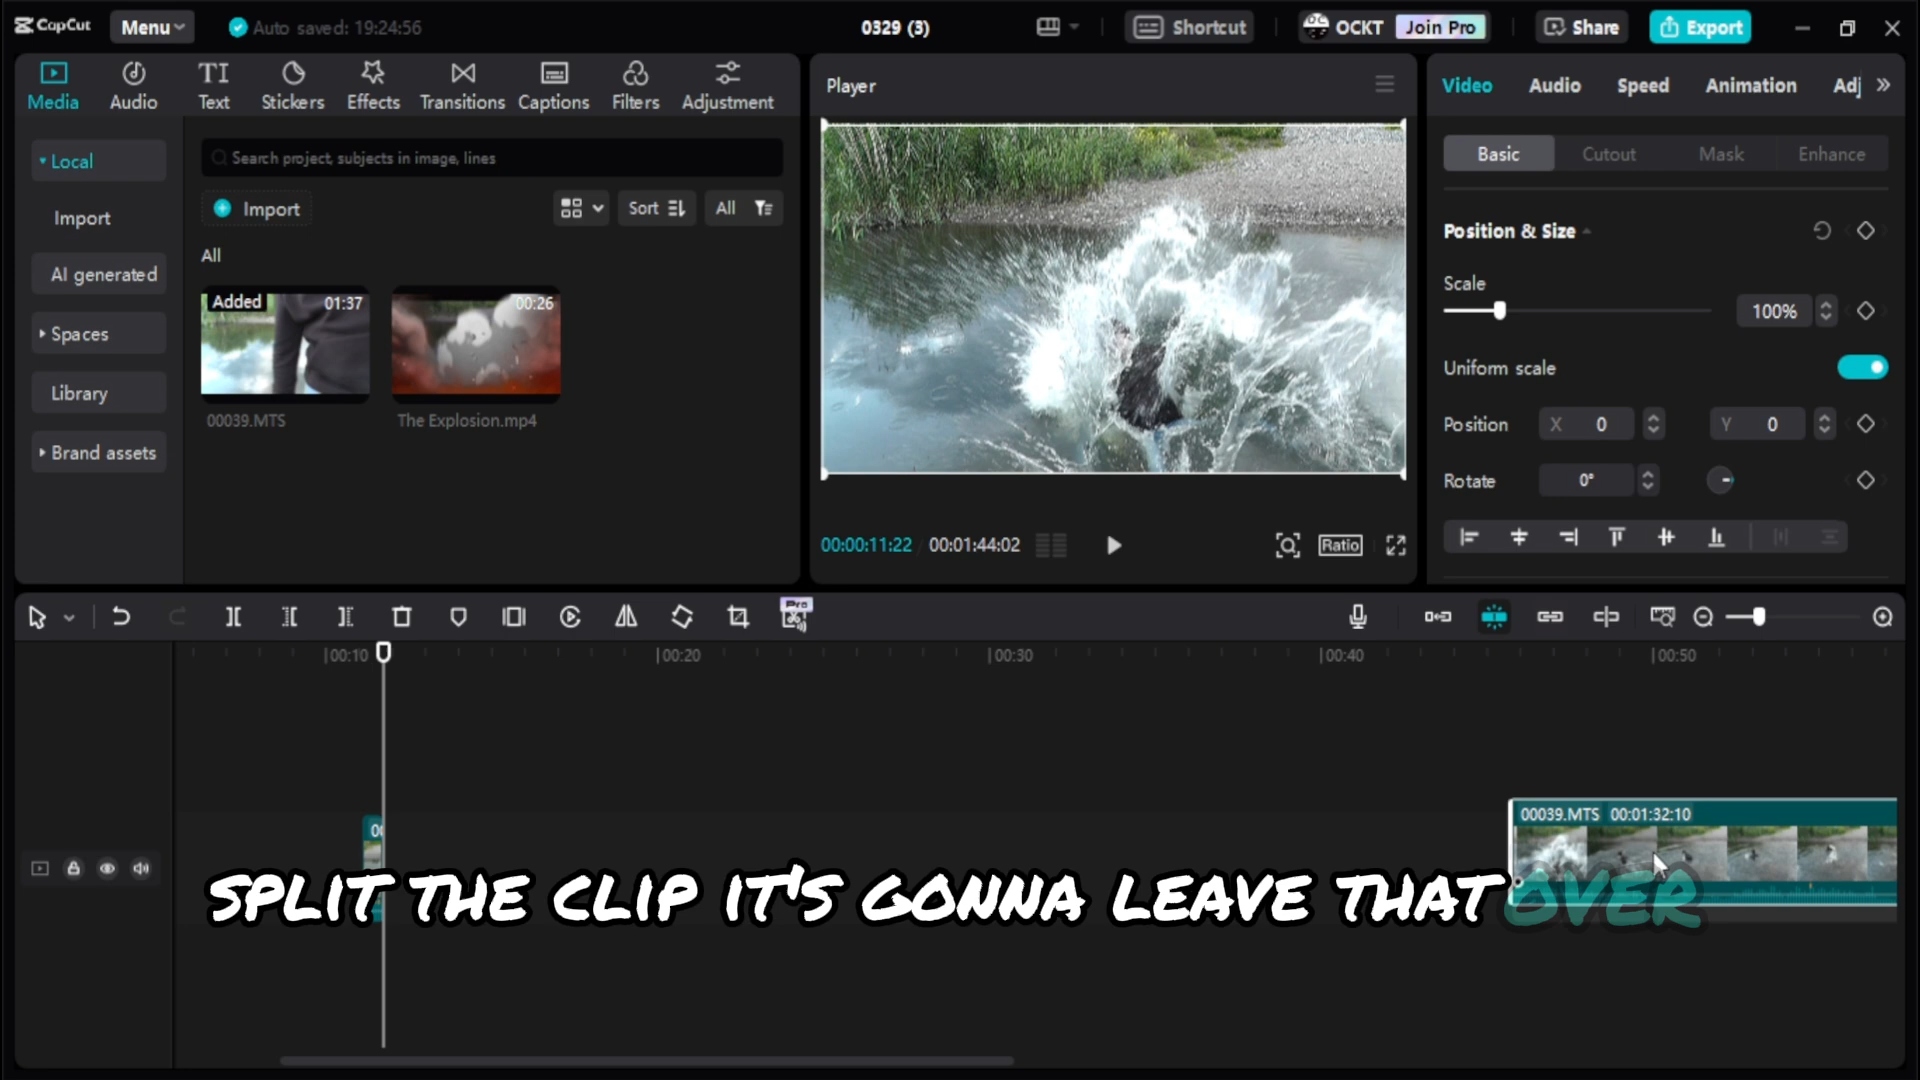 CapCut
Menu
Auto saved: 19:24:56
0329 (3)
Shortcut
OCKT
Join Pro
Share
Export
Media
Audio
Text
Stickers
Effects
Transitions
Captions
Filters
Adjustment
Local
Import
AI generated
Spaces
Library
Brand assets
Search project, subjects in image, lines
Import
Sort
All
All
Added
01:37
00:26
00039.MTS
The Explosion.mp4
Player
00:00:11:22
00:01:44:02
Ratio
Video
Audio
Speed
Animation
Adj
Basic
Cutout
Mask
Enhance
Position & Size
Scale
100%
Uniform scale
Position
X 0
Y 0
Rotate
0°
Pro
00:10
00:20
00:30
00:40
00:50
00039.MTS 00:01:32:10
SPLIT THE CLIP IT'S GONNA LEAVE THAT OVER